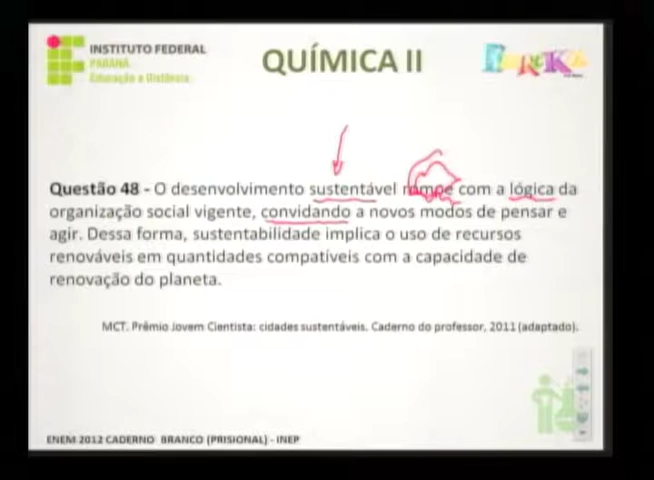 INSTITUTO FEDERAL
PARANÁ
Educação a Distância
QUÍMICA II
EUREKA
Questão 48 - O desenvolvimento sustentável rompe com a lógica da
organização social vigente, convidando a novos modos de pensar e
agir. Dessa forma, sustentabilidade implica o uso de recursos
renováveis em quantidades compatíveis com a capacidade de
renovação do planeta.
MCT. Prêmio Jovem Cientista: cidades sustentáveis. Caderno do professor, 2011 (adaptado).
ENEM 2012 CADERNO BRANCO (PRISIONAL) - INEP